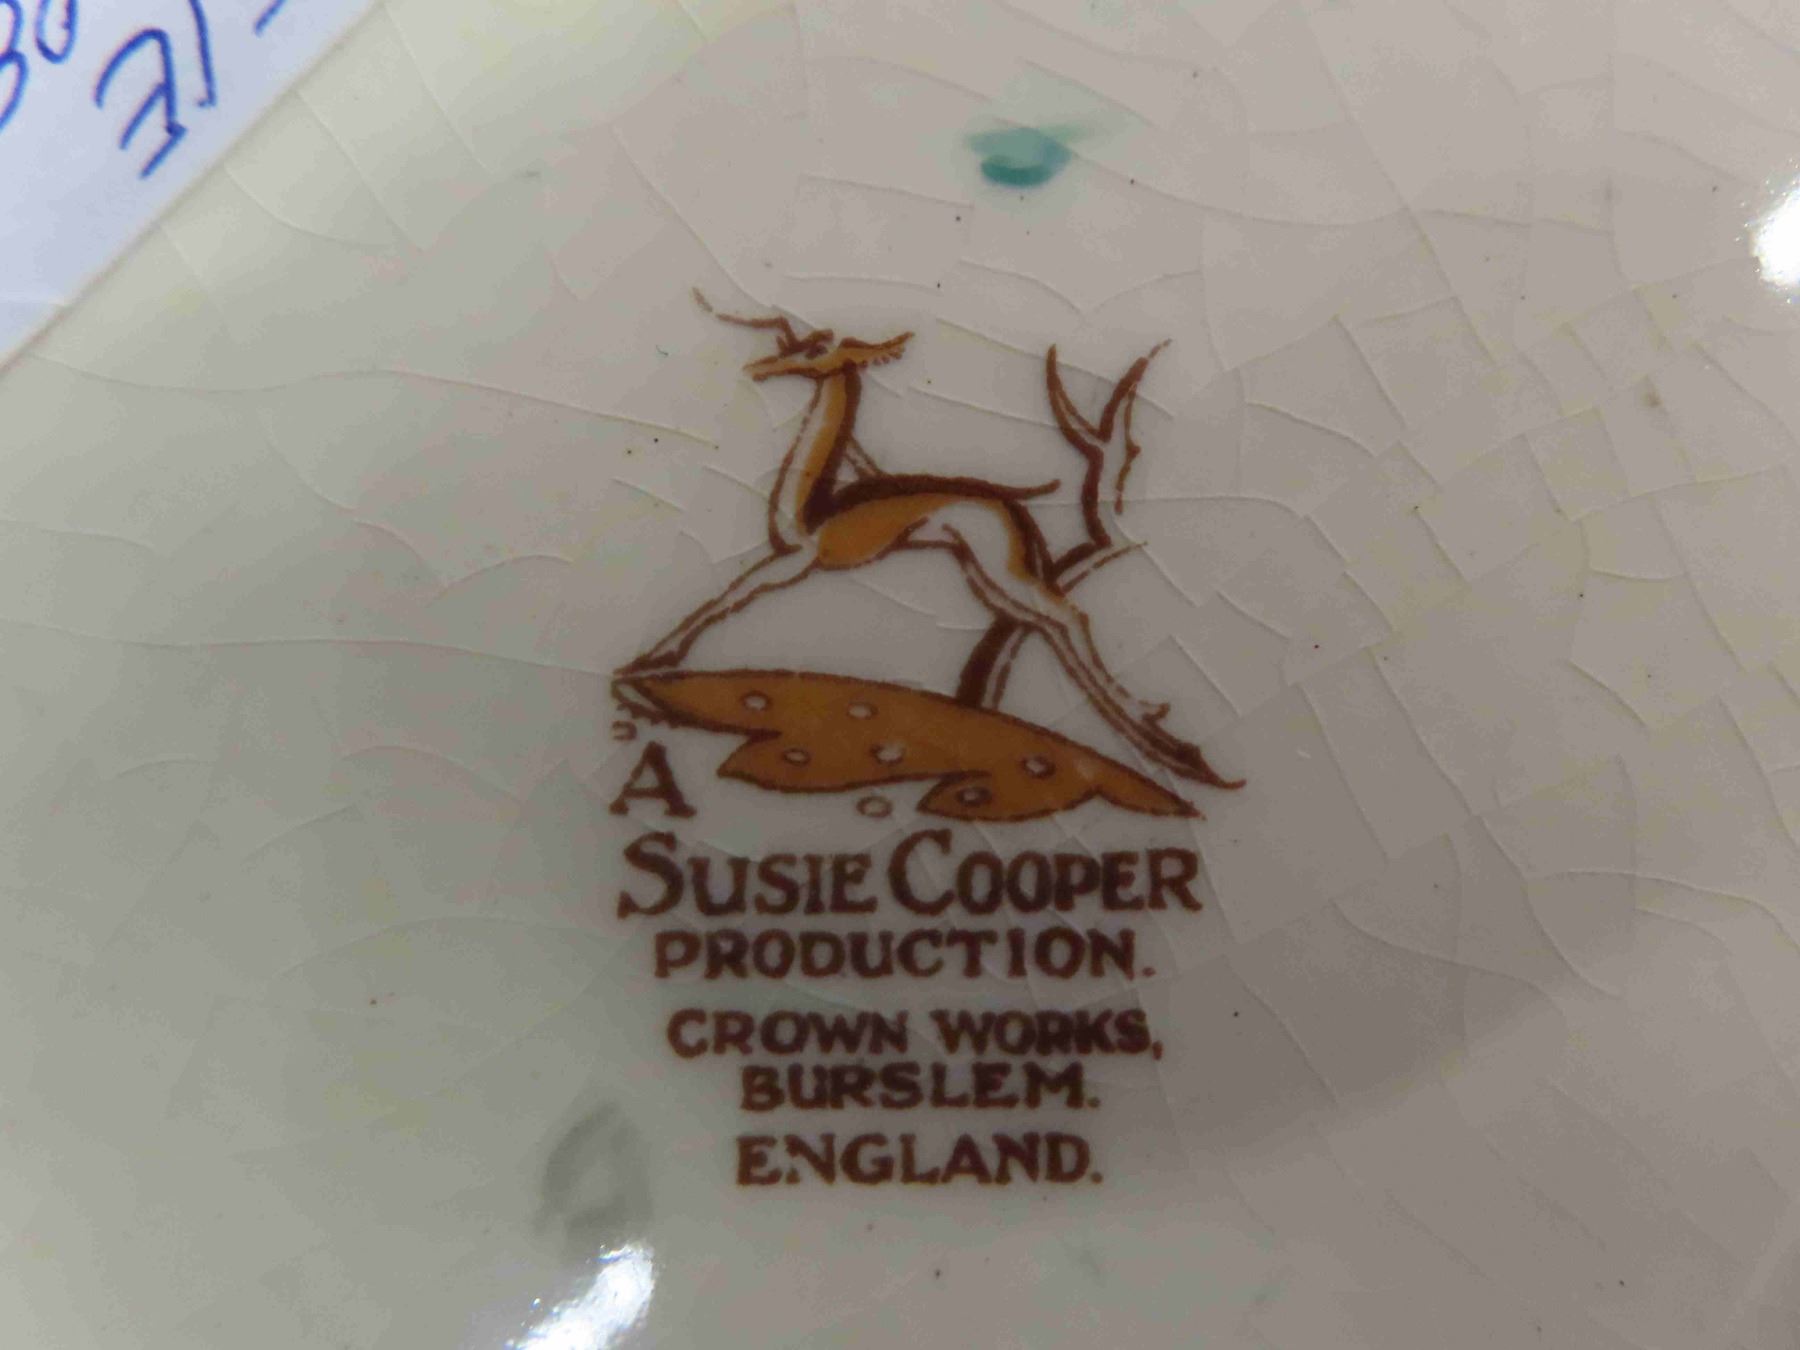 A
SUSIE COOPER
PRODUCTION.
CROWN WORKS,
BURSLEM.
ENGLAND.